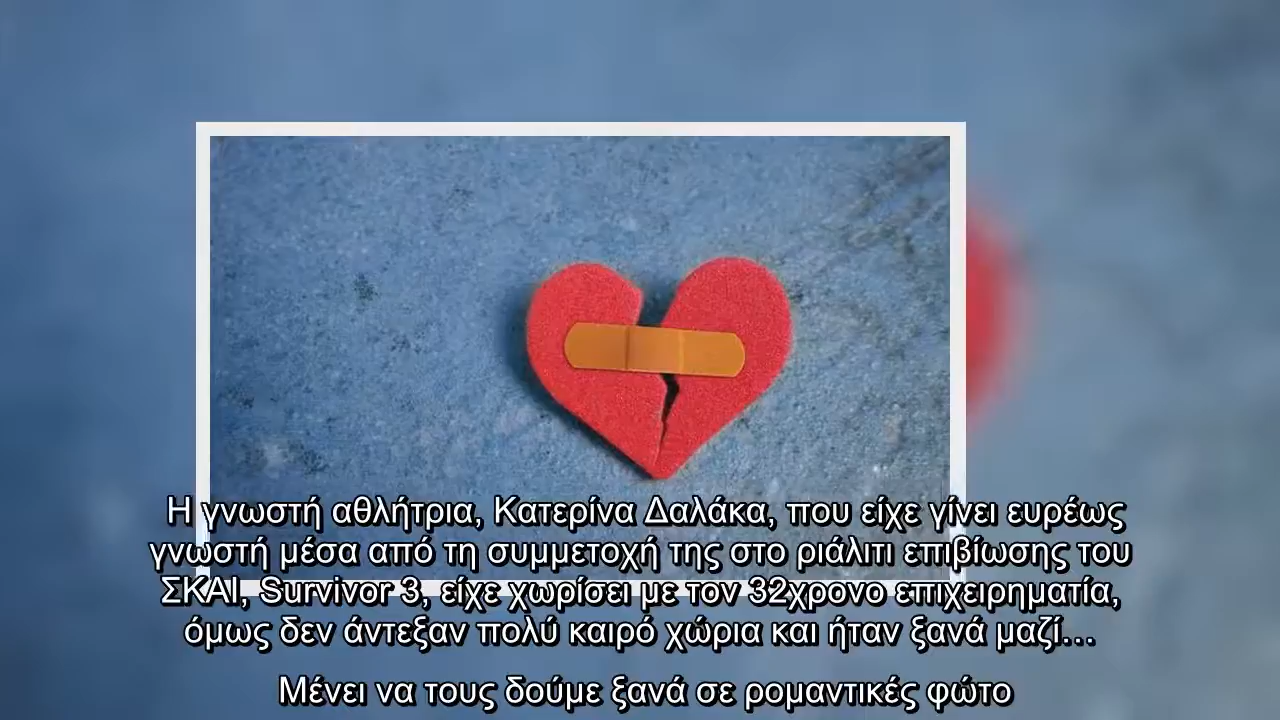 Η γνωστή αθλήτρια, Κατερίνα Δαλάκα, που είχε γίνει ευρέως
γνωστή μέσα από τη συμμετοχή της στο ριάλιτι επιβίωσης του
ΣΚΑΙ, Survivor 3, είχε χωρίσει με τον 32χρονο επιχειρηματία,
όμως δεν άντεξαν πολύ καιρό χώρια και ήταν ξανά μαζί…
Μένει να τους δούμε ξανά σε ρομαντικές φώτο